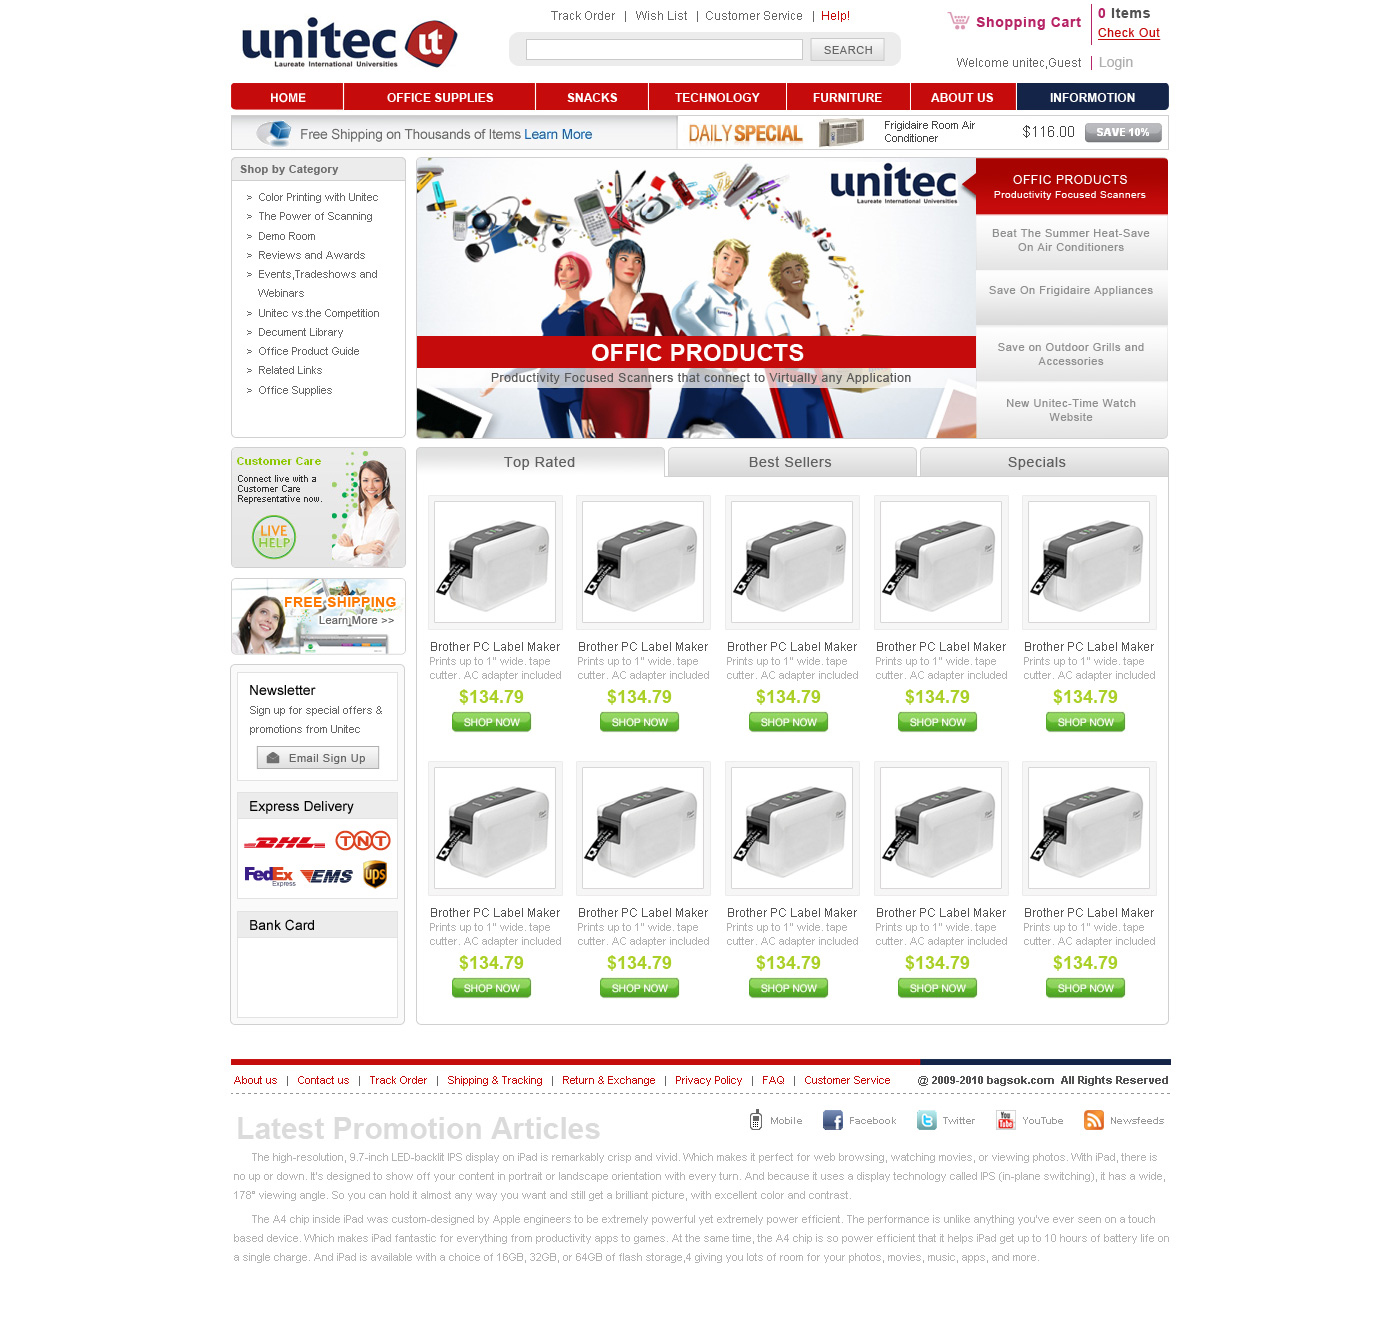 unitec it
Laureate International Universities
Track Order | Wish List | Customer Service | Help!
SEARCH
Shopping Cart
0 Items
Check Out
Welcome unitec,Guest | Login
HOME OFFICE SUPPLIES SNACKS TECHNOLOGY FURNITURE ABOUT US INFORMOTION
Free Shipping on Thousands of Items Learn More
DAILY SPECIAL
Frigidaire Room Air
Conditioner
$116.00
SAVE 10%
Shop by Category
> Color Printing with Unitec
> The Power of Scanning
> Demo Room
> Reviews and Awards
> Events,Tradeshows and
Webinars
> Unitec vs.the Competition
> Decument Library
> Office Product Guide
> Related Links
> Office Supplies
unitec
Laureate International Universities
OFFIC PRODUCTS
Productivity Focused Scanners that connect to Virtually any Application
OFFIC PRODUCTS
Productivity Focused Scanners
Beat The Summer Heat-Save
On Air Conditioners
Save On Frigidaire Appliances
Save on Outdoor Grills and
Accessories
New Unitec-Time Watch
Website
Customer Care
Connect live with a
Customer Care
Representative now.
LIVE
HELP
FREE SHIPPING
Learn More >>
Newsletter
Sign up for special offers &
promotions from Unitec
Email Sign Up
Express Delivery
DHL TNT
FedEx
Express
EMS ups
Bank Card
Top Rated Best Sellers Specials
Brother PC Label Maker Brother PC Label Maker Brother PC Label Maker Brother PC Label Maker Brother PC Label Maker
Prints up to 1" wide. tape Prints up to 1" wide. tape Prints up to 1" wide. tape Prints up to 1" wide. tape Prints up to 1" wide. tape
cutter. AC adapter included cutter. AC adapter included cutter. AC adapter included cutter. AC adapter included cutter. AC adapter included
$134.79 $134.79 $134.79 $134.79 $134.79
SHOP NOW SHOP NOW SHOP NOW SHOP NOW SHOP NOW
Brother PC Label Maker Brother PC Label Maker Brother PC Label Maker Brother PC Label Maker Brother PC Label Maker
Prints up to 1" wide. tape Prints up to 1" wide. tape Prints up to 1" wide. tape Prints up to 1" wide. tape Prints up to 1" wide. tape
cutter. AC adapter included cutter. AC adapter included cutter. AC adapter included cutter. AC adapter included cutter. AC adapter included
$134.79 $134.79 $134.79 $134.79 $134.79
SHOP NOW SHOP NOW SHOP NOW SHOP NOW SHOP NOW
About us | Contact us | Track Order | Shipping & Tracking | Return & Exchange | Privacy Policy | FAQ | Customer Service @ 2009-2010 bagsok.com All Rights Reserved
Latest Promotion Articles
Mobile Facebook Twitter YouTube Newsfeeds
The high-resolution, 9.7-inch LED-backlit IPS display on iPad is remarkably crisp and vivid. Which makes it perfect for web browsing, watching movies, or viewing photos. With iPad, there is
no up or down. It's designed to show off your content in portrait or landscape orientation with every turn. And because it uses a display technology called IPS (in-plane switching), it has a wide,
178° viewing angle. So you can hold it almost any way you want and still get a brilliant picture, with excellent color and contrast.
The A4 chip inside iPad was custom-designed by Apple engineers to be extremely powerful yet extremely power efficient. The performance is unlike anything you've ever seen on a touch
based device. Which makes iPad fantastic for everything from productivity apps to games. At the same time, the A4 chip is so power efficient that it helps iPad get up to 10 hours of battery life on
a single charge. And iPad is available with a choice of 16GB, 32GB, or 64GB of flash storage,4 giving you lots of room for your photos, movies, music, apps, and more.